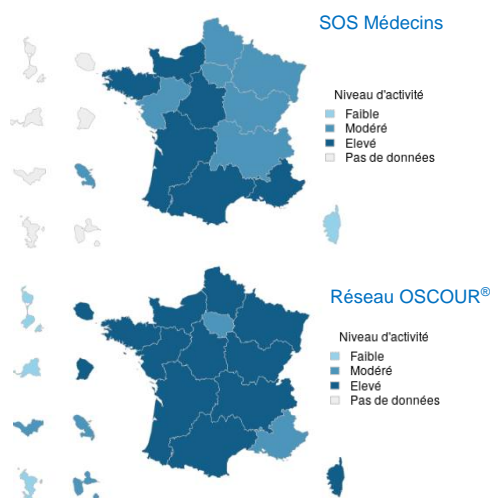 SOS Médecins
Niveau d'activité
Faible
Modéré
Elevé
Pas de données
Réseau OSCOUR®
Niveau d'activité
Faible
Modéré
Elevé
Pas de données